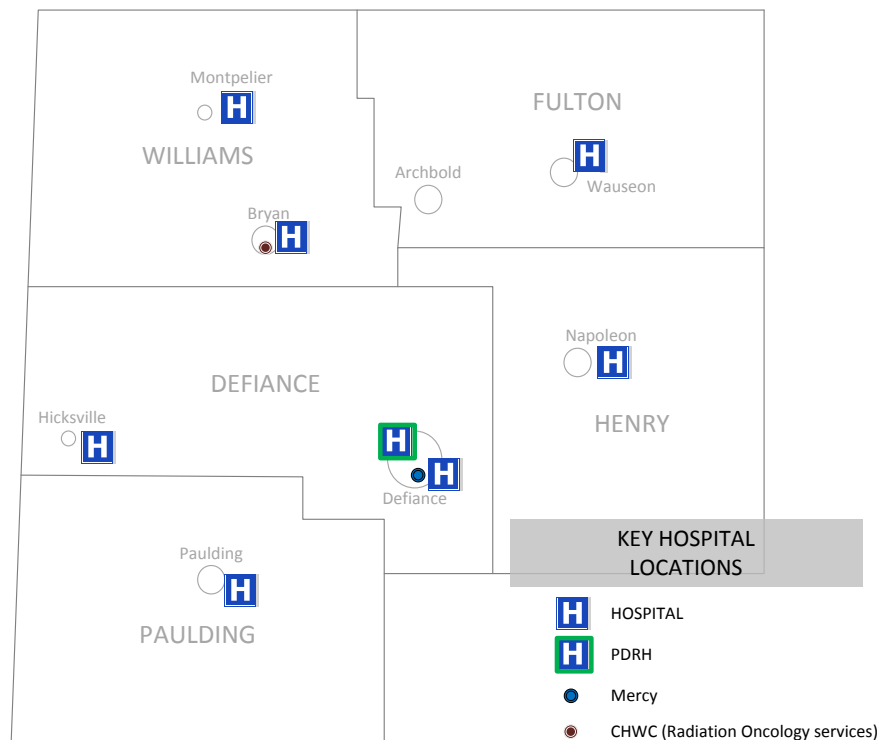 Montpelier
H
WILLIAMS
Bryan
H
FULTON
Archbold
H
Wauseon
DEFIANCE
Hicksville
H
H
H
Defiance
Napoleon
H
HENRY
Paulding
H
PAULDING
KEY HOSPITAL
LOCATIONS
H HOSPITAL
H PDRH
Mercy
CHWC (Radiation Oncology services)